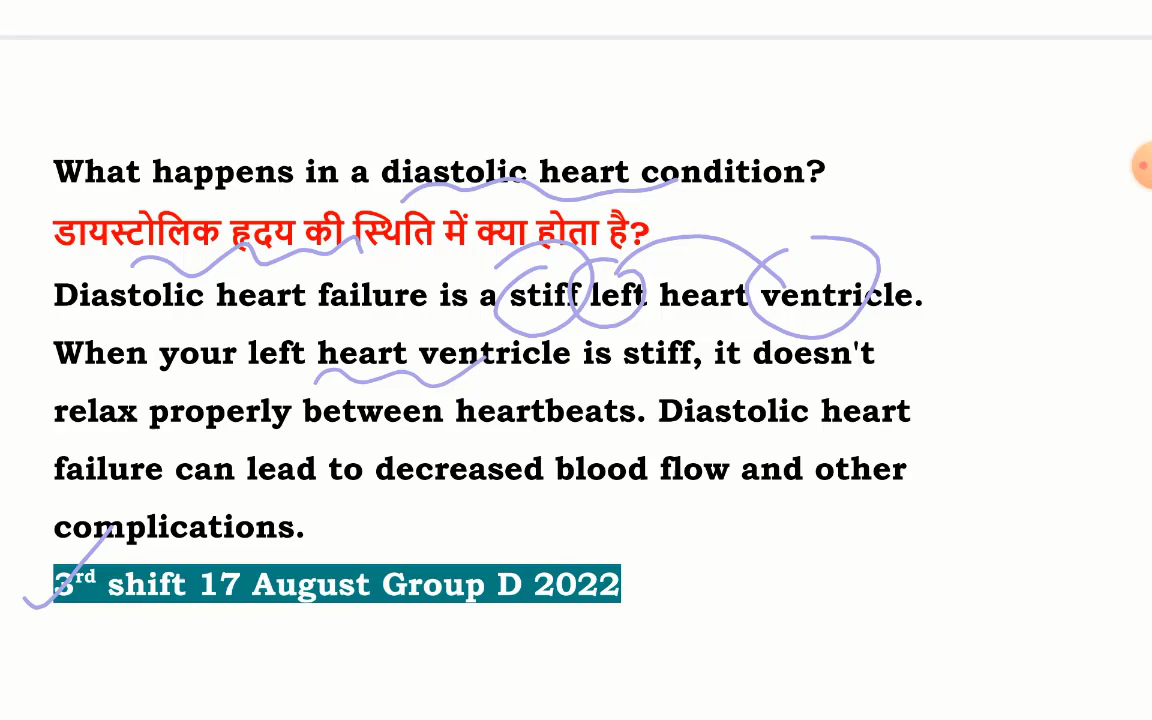 What happens in a diastolic heart condition?
डायस्टोलिक हृदय की स्थिति में क्या होता है?
Diastolic heart failure is a stiff left heart ventricle.
When your left heart ventricle is stiff, it doesn't
relax properly between heartbeats. Diastolic heart
failure can lead to decreased blood flow and other
complications.
3rd shift 17 August Group D 2022